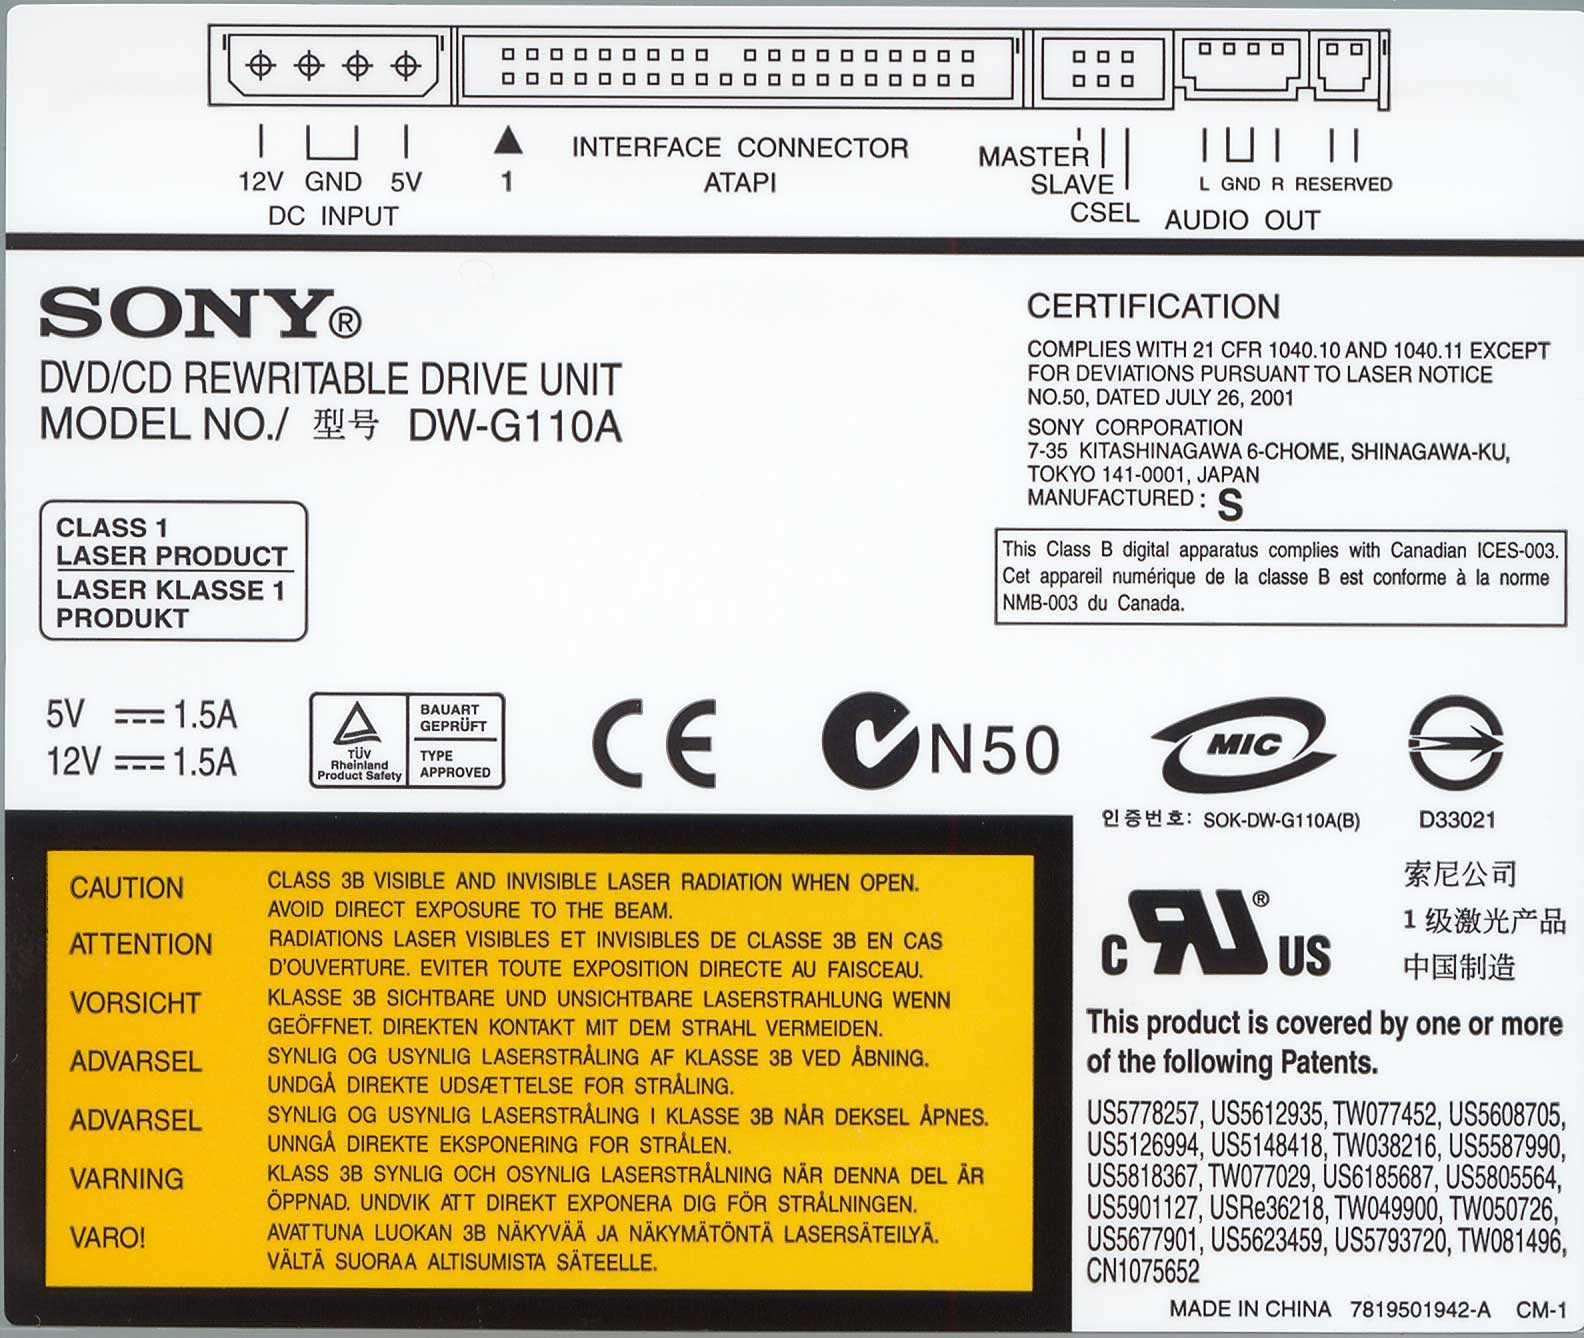 12V GND 5V
DC INPUT
1
INTERFACE CONNECTOR
ATAPI
MASTER
SLAVE
CSEL
L GND R RESERVED
AUDIO OUT
SONY®
DVD/CD REWRITABLE DRIVE UNIT
MODEL NO./ 型号 DW-G110A
CERTIFICATION
COMPLIES WITH 21 CFR 1040.10 AND 1040.11 EXCEPT
FOR DEVIATIONS PURSUANT TO LASER NOTICE
NO.50, DATED JULY 26, 2001
SONY CORPORATION
7-35 KITASHINAGAWA 6-CHOME, SHINAGAWA-KU,
TOKYO 141-0001, JAPAN
MANUFACTURED : S
CLASS 1
LASER PRODUCT
LASER KLASSE 1
PRODUKT
This Class B digital apparatus complies with Canadian ICES-003.
Cet appareil numérique de la classe B est conforme à la norme
NMB-003 du Canada.
5V 1.5A
12V 1.5A
TÜV
Rheinland
Product Safety
BAUART
GEPRÜFT
TYPE
APPROVED
CE
N50
MIC
인증번호: SOK-DW-G110A(B)
D33021
CAUTION
CLASS 3B VISIBLE AND INVISIBLE LASER RADIATION WHEN OPEN.
AVOID DIRECT EXPOSURE TO THE BEAM.
ATTENTION
RADIATIONS LASER VISIBLES ET INVISIBLES DE CLASSE 3B EN CAS
D'OUVERTURE. EVITER TOUTE EXPOSITION DIRECTE AU FAISCEAU.
VORSICHT
KLASSE 3B SICHTBARE UND UNSICHTBARE LASERSTRAHLUNG WENN
GEÖFFNET. DIREKTEN KONTAKT MIT DEM STRAHL VERMEIDEN.
ADVARSEL
SYNLIG OG USYNLIG LASERSTRÅLING AF KLASSE 3B VED ÅBNING.
UNDGÅ DIREKTE UDSÆTTELSE FOR STRÅLING.
ADVARSEL
SYNLIG OG USYNLIG LASERSTRÅLING I KLASSE 3B NÅR DEKSEL ÅPNES.
UNNGÅ DIREKTE EKSPONERING FOR STRÅLEN.
VARNING
KLASS 3B SYNLIG OCH OSYNLIG LASERSTRÅLNING NÄR DENNA DEL ÄR
ÖPPNAD. UNDVIK ATT DIREKT EXPONERA DIG FÖR STRÅLNINGEN.
VARO!
AVATTUNA LUOKAN 3B NÄKYVÄÄ JA NÄKYMÄTÖNTÄ LASERSÄTEILYÄ.
VÄLTÄ SUORAA ALTISUMISTA SÄTEELLE.
C RU® US
索尼公司
1 级激光产品
中国制造
This product is covered by one or more
of the following Patents.
US5778257, US5612935, TW077452, US5608705,
US5126994, US5148418, TW038216, US5587990,
US5818367, TW077029, US6185687, US5805564,
US5901127, USRe36218, TW049900, TW050726,
US5677901, US5623459, US5793720, TW081496,
CN1075652
MADE IN CHINA 7819501942-A CM-1